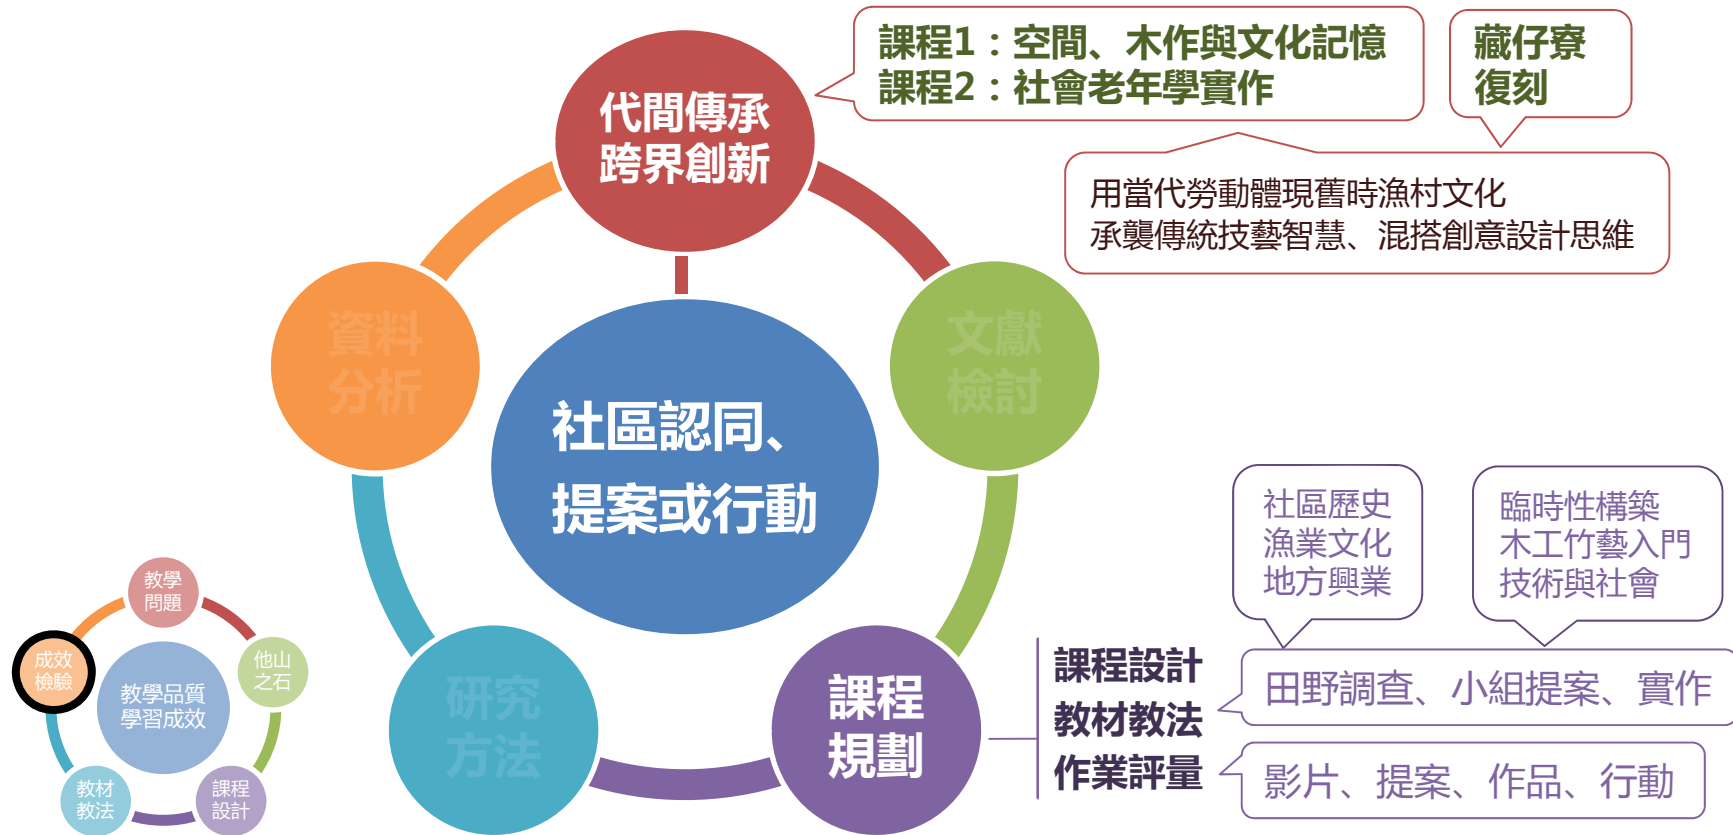 課程1：空間、木作與文化記憶
課程2：社會老年學實作
藏仔寮
復刻
代間傳承
跨界創新
用當代勞動體現舊時漁村文化
承襲傳統技藝智慧、混搭創意設計思維
資料
分析
文獻
檢討
社區認同、
提案或行動
社區歷史
漁業文化
地方興業
臨時性構築
木工竹藝入門
技術與社會
研究
方法
課程
規劃
課程設計
教材教法
作業評量
田野調查、小組提案、實作
影片、提案、作品、行動
教學
問題
成效
檢驗
他山
之石
教學品質
學習成效
教材
教法
課程
設計